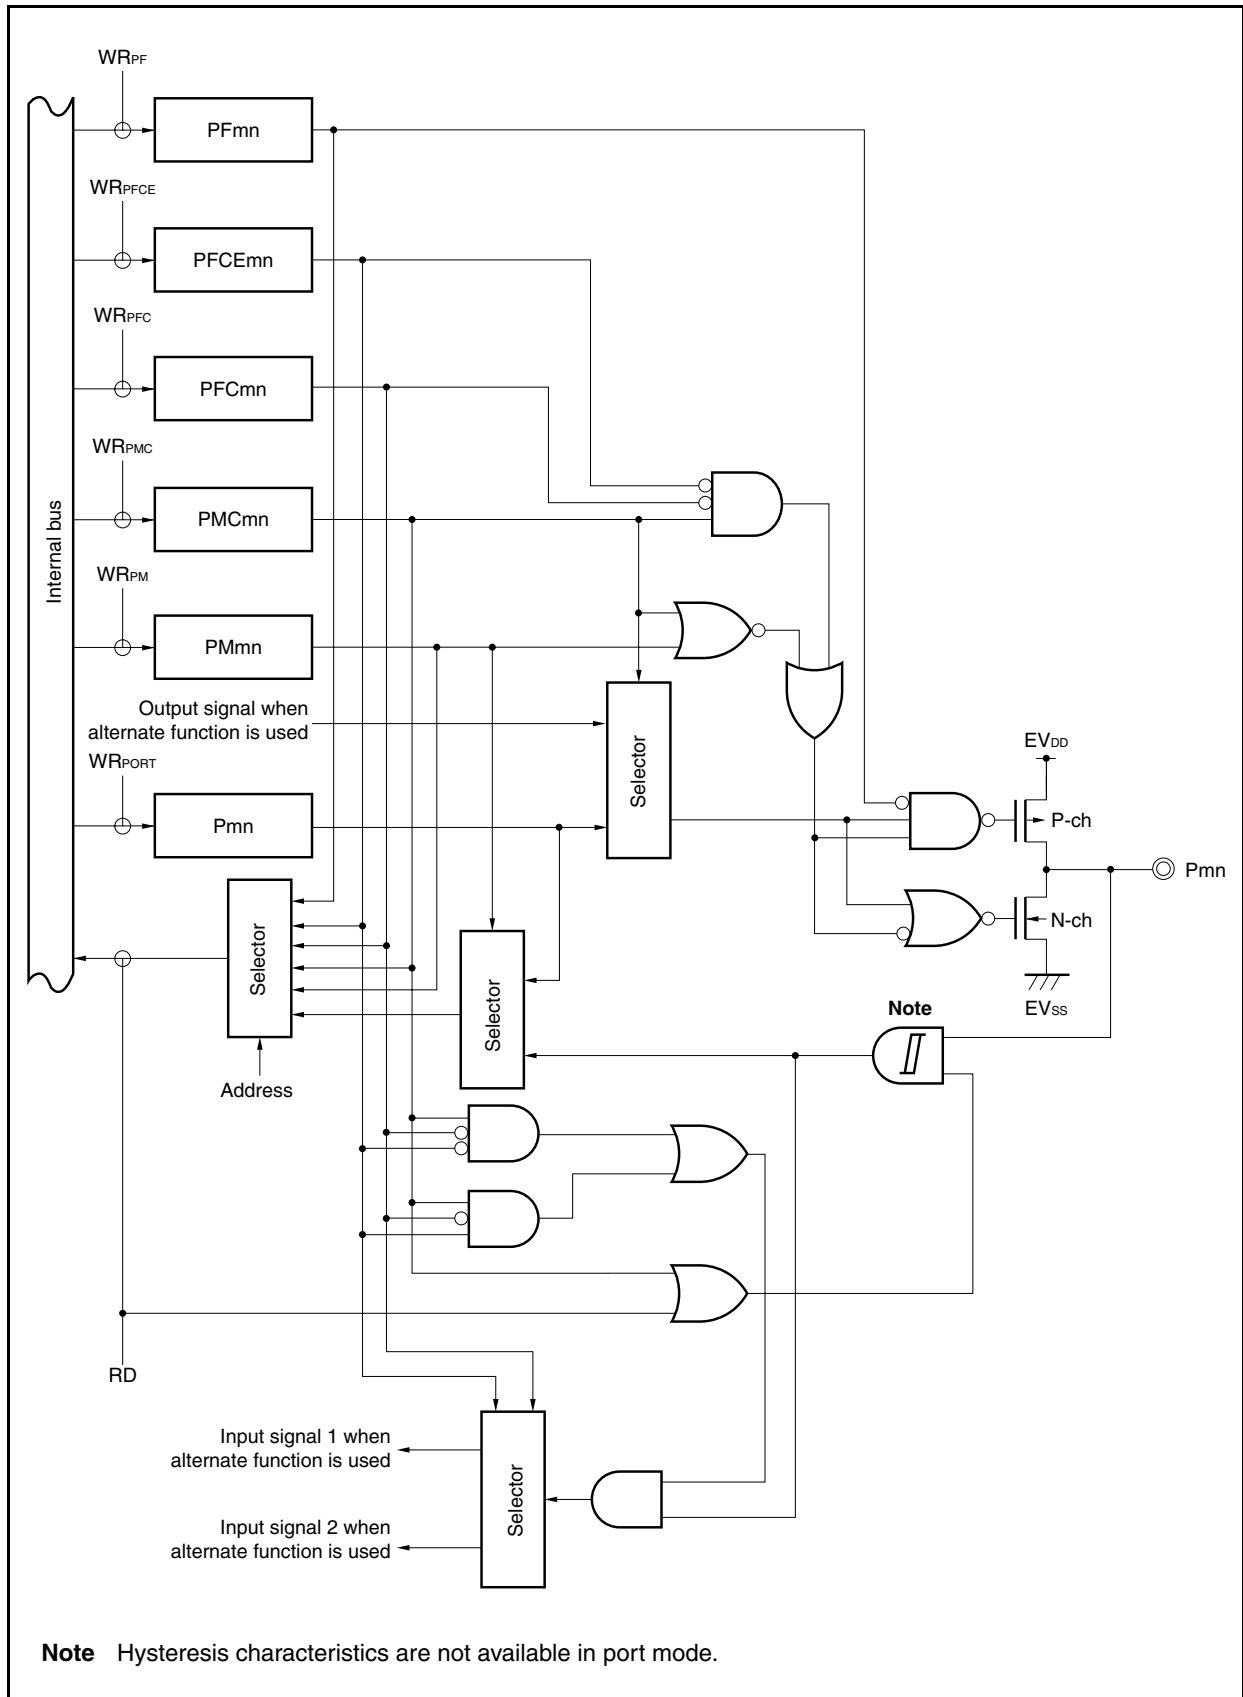 WRPF
PFmn
WRPFCE
PFCEmn
WRPFC
PFCmn
WRPMC
PMCmn
Internal bus
WRPM
PMmn
Output signal when
alternate function is used
WRPORT
Pmn
Selector
EVDD
P-ch
Pmn
N-ch
EVSS
Selector
Selector
Note
Address
RD
Input signal 1 when
alternate function is used
Selector
Input signal 2 when
alternate function is used
Note Hysteresis characteristics are not available in port mode.